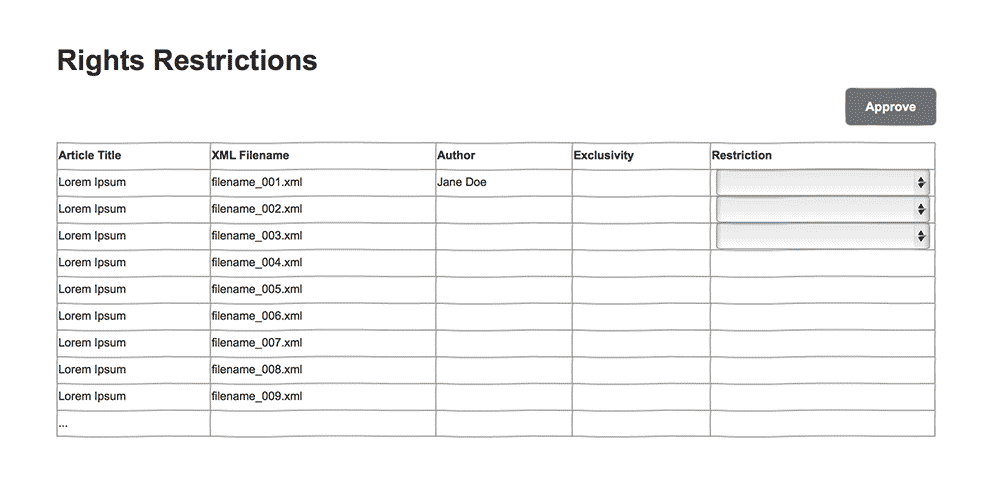 Rights Restrictions
Approve
Article Title XML Filename Author Exclusivity Restriction
Lorem Ipsum filename_001.xml Jane Doe
Lorem Ipsum filename_002.xml
Lorem Ipsum filename_003.xml
Lorem Ipsum filename_004.xml
Lorem Ipsum filename_005.xml
Lorem Ipsum filename_006.xml
Lorem Ipsum filename_007.xml
Lorem Ipsum filename_008.xml
Lorem Ipsum filename_009.xml
...